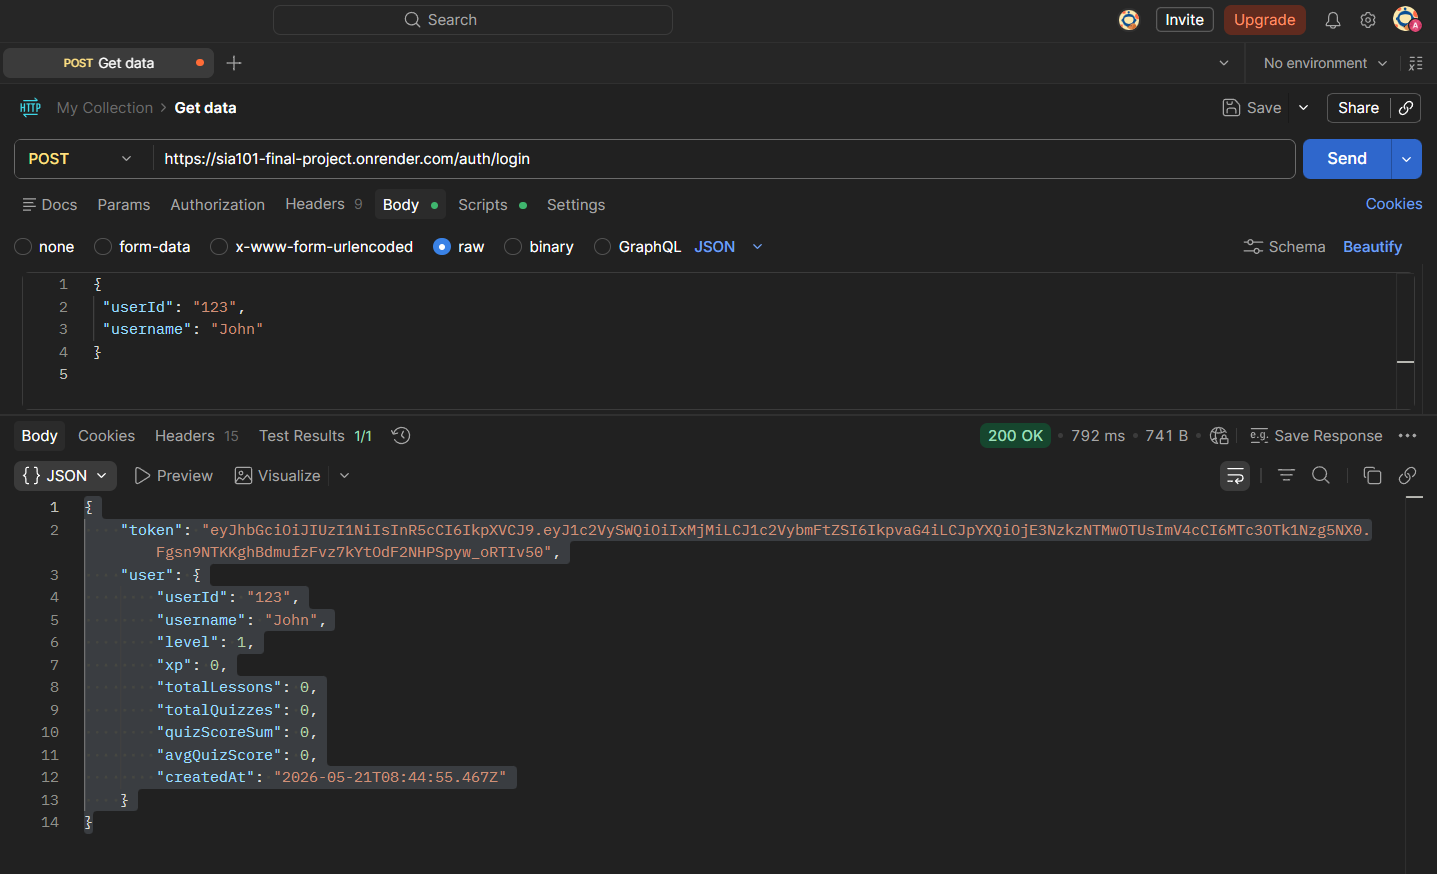 Search
Invite
Upgrade
A
POST Get data
No environment
HTTP
My Collection > Get data
Save
Share
POST
https://sia101-final-project.onrender.com/auth/login
Send
Docs
Params
Authorization
Headers 9
Body
Scripts
Settings
Cookies
none
form-data
x-www-form-urlencoded
raw
binary
GraphQL
JSON
Schema
Beautify
1 {
2 "userId": "123",
3 "username": "John"
4 }
5
Body
Cookies
Headers 15
Test Results 1/1
200 OK • 792 ms • 741 B •
e.g. Save Response
{} JSON
Preview
Visualize
1 {
2 "token": "eyJhbGciOiJIUzI1NiIsInR5cCI6IkpXVCJ9.eyJ1c2VySWQiOiIxMjMiLCJ1c2VybmFtZSI6IkpvaG4iLCJpYXQiOjE3NzkzNTMwOTUsImV4cCI6MTc3OTk1Nzg5NX0.
Fgsn9NTKKghBdmufzFvz7kYtOdF2NHPSpyw_oRTIv50",
3 "user": {
4 "userId": "123",
5 "username": "John",
6 "level": 1,
7 "xp": 0,
8 "totalLessons": 0,
9 "totalQuizzes": 0,
10 "quizScoreSum": 0,
11 "avgQuizScore": 0,
12 "createdAt": "2026-05-21T08:44:55.467Z"
13 }
14 }